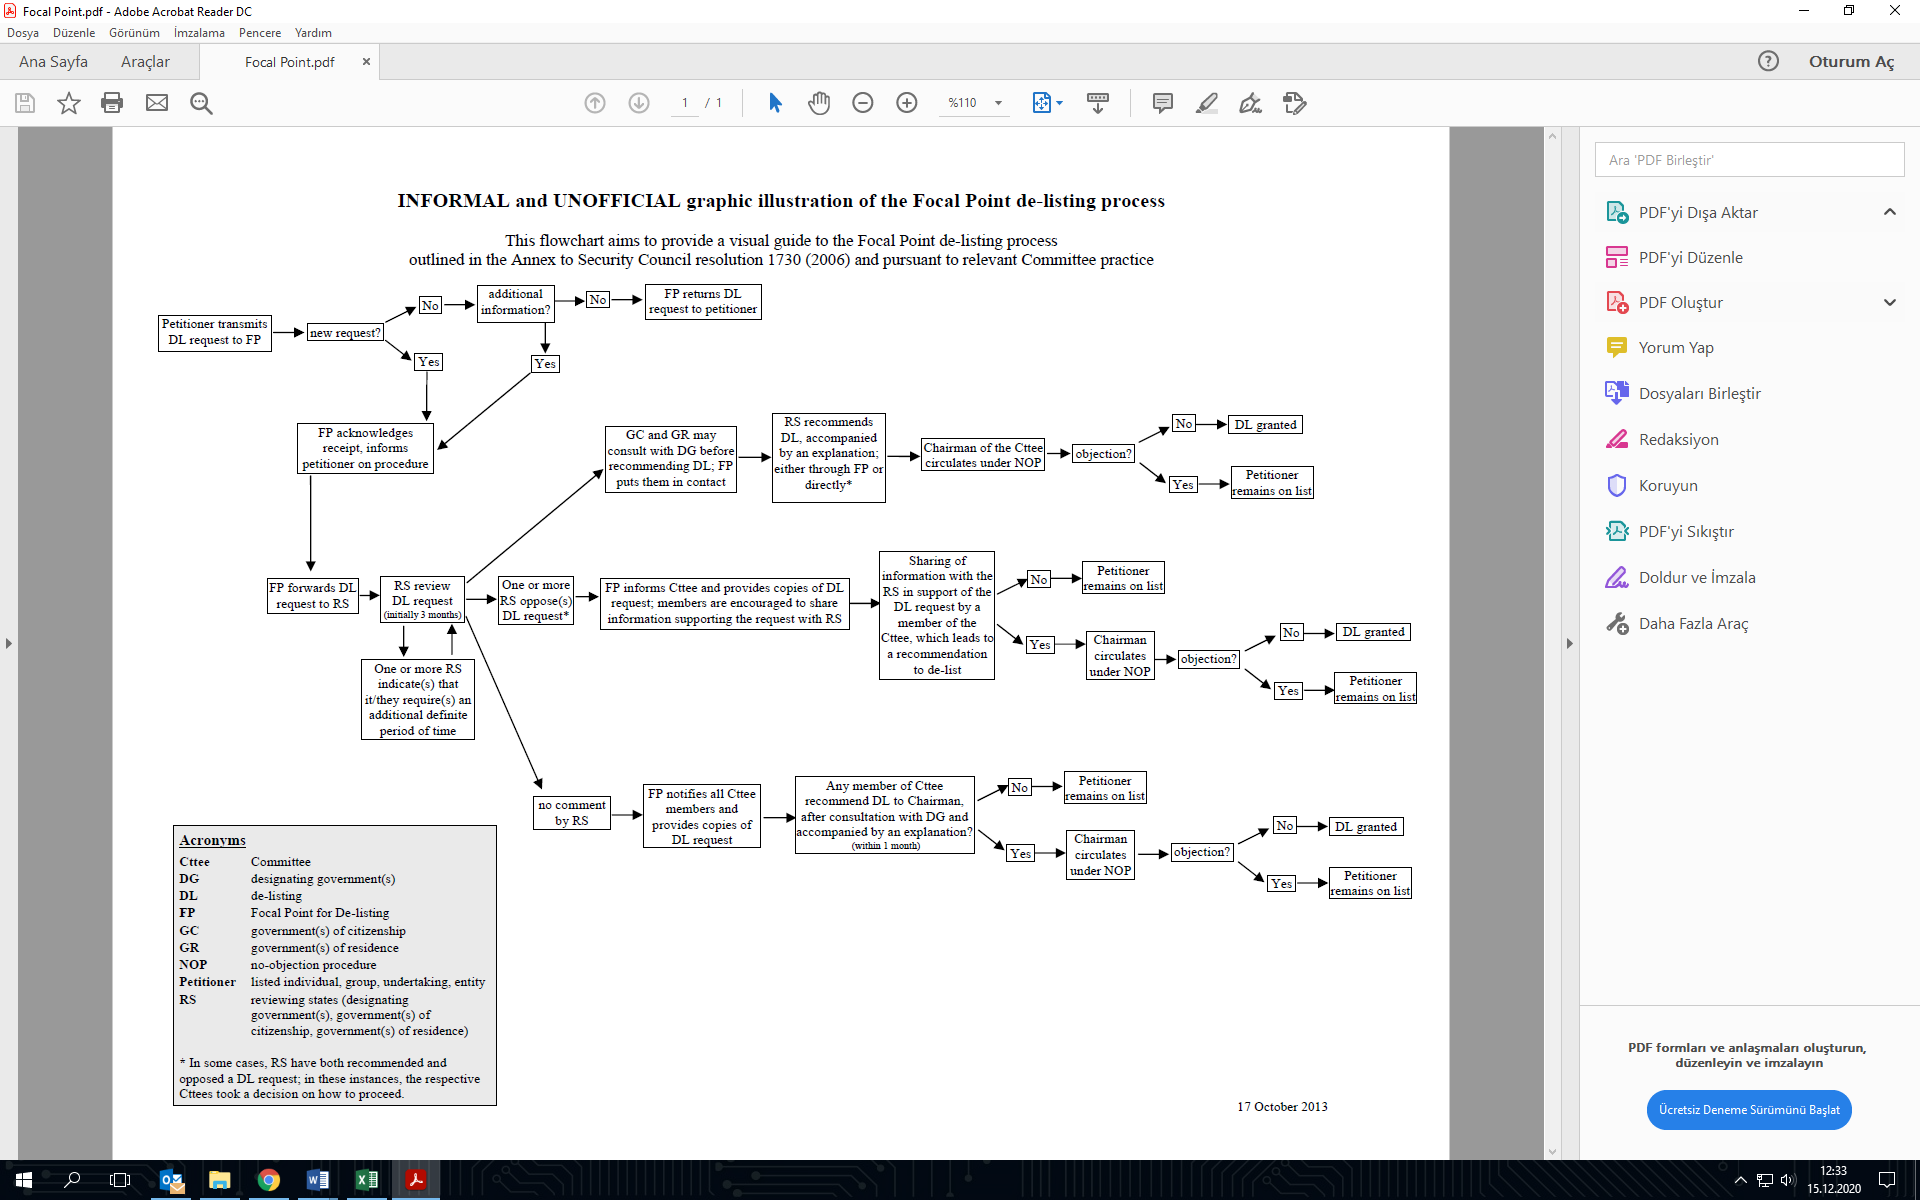 Focal Point.pdf - Adobe Acrobat Reader DC
Dosya Düzenle Görünüm İmzalama Pencere Yardım
Ana Sayfa Araçlar Focal Point.pdf × Oturum Aç
1 / 1 %110
INFORMAL and UNOFFICIAL graphic illustration of the Focal Point de-listing process
This flowchart aims to provide a visual guide to the Focal Point de-listing process
outlined in the Annex to Security Council resolution 1730 (2006) and pursuant to relevant Committee practice
Petitioner transmits
DL request to FP
new request?
No
additional
information?
No
FP returns DL
request to petitioner
Yes
Yes
FP acknowledges
receipt, informs
petitioner on procedure
FP forwards DL
request to RS
RS review
DL request
(initially 3 months)
One or more RS
indicate(s) that
it/they require(s) an
additional definite
period of time
GC and GR may
consult with DG before
recommending DL; FP
puts them in contact
RS recommends
DL, accompanied
by an explanation;
either through FP or
directly*
Chairman of the Cttee
circulates under NOP
objection?
No
DL granted
Yes
Petitioner
remains on list
One or more
RS oppose(s)
DL request*
FP informs Cttee and provides copies of DL
request; members are encouraged to share
information supporting the request with RS
Sharing of
information with the
RS in support of the
DL request by a
member of the
Cttee, which leads to
a recommendation
to de-list
No
Petitioner
remains on list
Yes
Chairman
circulates
under NOP
objection?
No
DL granted
Yes
Petitioner
remains on list
no comment
by RS
FP notifies all Cttee
members and
provides copies of
DL request
Any member of Cttee
recommend DL to Chairman,
after consultation with DG and
accompanied by an explanation?
(within 1 month)
No
Petitioner
remains on list
Yes
Chairman
circulates
under NOP
objection?
No
DL granted
Yes
Petitioner
remains on list
Acronyms
Cttee Committee
DG designating government(s)
DL de-listing
FP Focal Point for De-listing
GC government(s) of citizenship
GR government(s) of residence
NOP no-objection procedure
Petitioner listed individual, group, undertaking, entity
RS reviewing states (designating
government(s), government(s) of
citizenship, government(s) of residence)
* In some cases, RS have both recommended and
opposed a DL request; in these instances, the respective
Cttees took a decision on how to proceed.
17 October 2013
Ara 'PDF Birleştir'
PDF'yi Dışa Aktar
PDF'yi Düzenle
PDF Oluştur
Yorum Yap
Dosyaları Birleştir
Redaksiyon
Koruyun
PDF'yi Sıkıştır
Doldur ve İmzala
Daha Fazla Araç
PDF formları ve anlaşmaları oluşturun,
düzenleyin ve imzalayın
Ücretsiz Deneme Sürümünü Başlat
12:33
15.12.2020